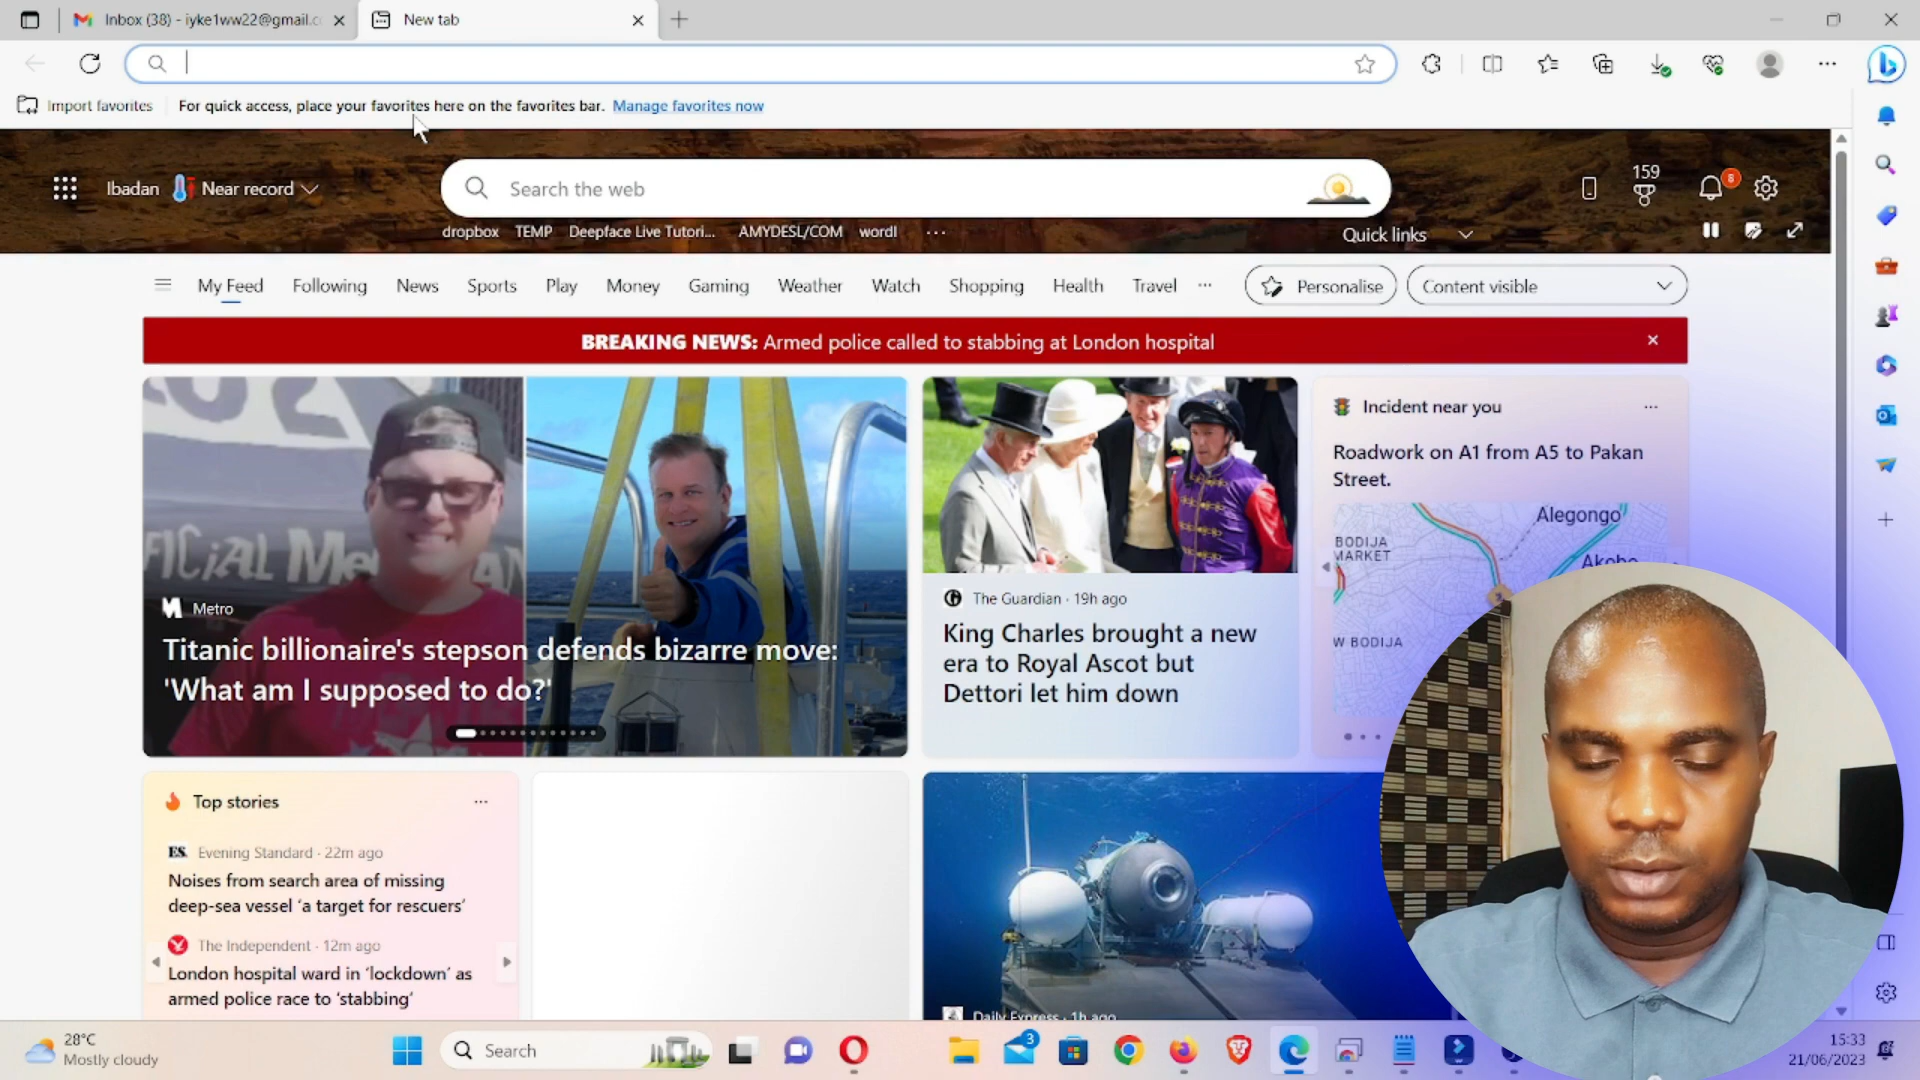 Inbox (38) - iyke1ww22@gmail.c
New tab
Import favorites
For quick access, place your favorites here on the favorites bar. Manage favorites now
Ibadan
Near record
Search the web
159
8
dropbox TEMP Deepface Live Tutori... AMYDESL/COM wordl ...
Quick links
My Feed Following News Sports Play Money Gaming Weather Watch Shopping Health Travel ...
Personalise
Content visible
BREAKING NEWS: Armed police called to stabbing at London hospital
Metro
Titanic billionaire's stepson defends bizarre move:
'What am I supposed to do?'
The Guardian · 19h ago
King Charles brought a new
era to Royal Ascot but
Dettori let him down
Incident near you
Roadwork on A1 from A5 to Pakan
Street.
Alegongo
BODIJA
MARKET
W BODIJA
Top stories
ES Evening Standard · 22m ago
Noises from search area of missing
deep-sea vessel ‘a target for rescuers’
The Independent · 12m ago
London hospital ward in ‘lockdown’ as
armed police race to ‘stabbing’
Daily Express · 1h ago
28°C
Mostly cloudy
Search
3
15:33
21/06/2023